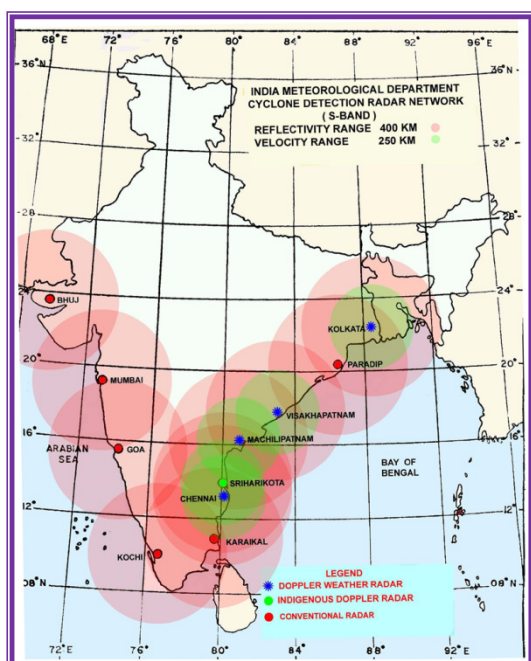 68°E
72°
76°
80°
84°
88°
92°
96°
36°N
36°
INDIA METEOROLOGICAL DEPARTMENT
CYCLONE DETECTION RADAR NETWORK
( S-BAND)
REFLECTIVITY RANGE 400 KM
VELOCITY RANGE 250 KM
32°
32°
28°
28°
24°
24°
BHUJ
KOLKATA
20°
20°
PARADIP
MUMBAI
VISAKHAPATNAM
16°
16°
MACHILIPATNAM
ARABIAN
SEA
GOA
BAY OF
BENGAL
SRIHARIKOTA
CHENNAI
12°
12°
KARAIKAL
KOCHI
08°
08°N
LEGEND
DOPPLER WEATHER RADAR
INDIGENOUS DOPPLER RADAR
CONVENTIONAL RADAR
72°E
76°
80°
84°
88°
92°E